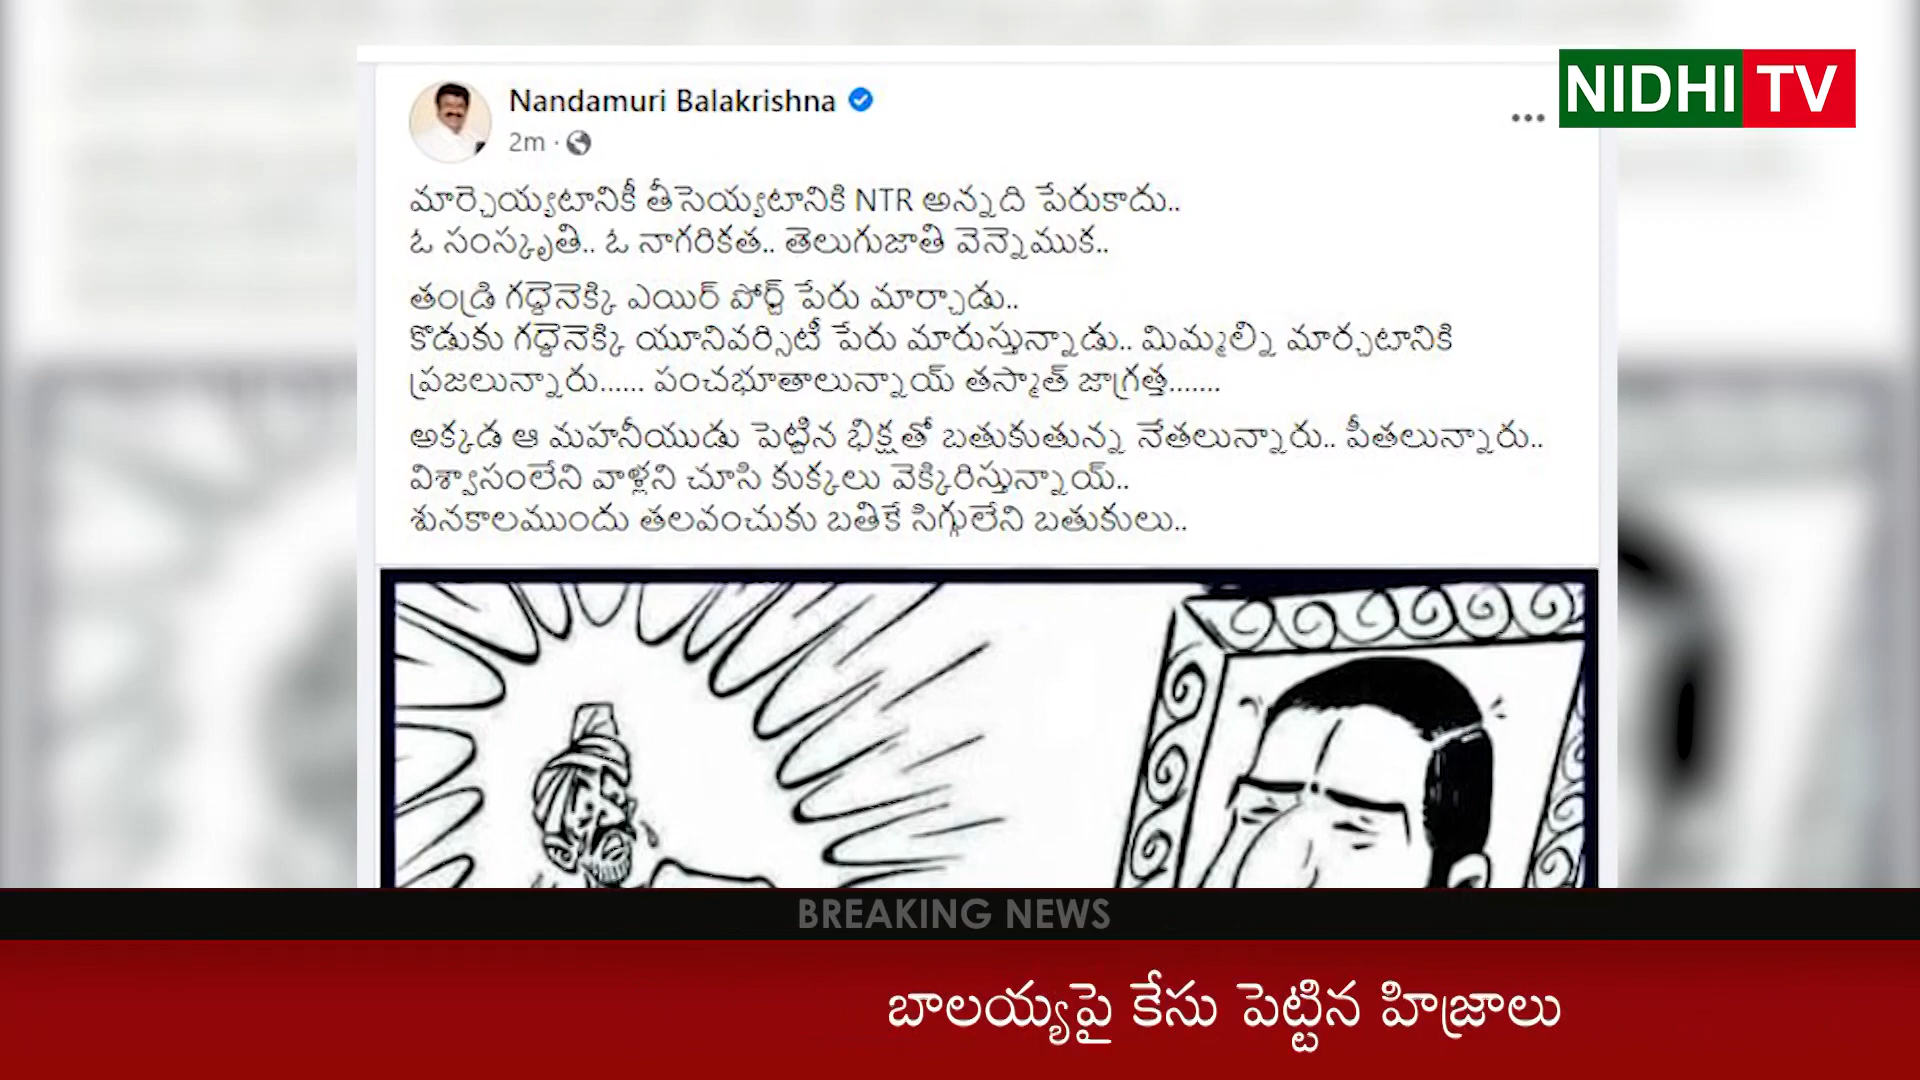 NIDHI TV
Nandamuri Balakrishna
2m ·
మార్చెయ్యటానికీ తీసెయ్యటానికి NTR అన్నది పేరుకాదు..
ఓ సంస్కృతి.. ఓ నాగరికత.. తెలుగుజాతి వెన్నెముక..
తండ్రి గద్దెనెక్కి ఎయిర్ పోర్ట్ పేరు మార్చాడు..
కొడుకు గద్దెనెక్కి యూనివర్సిటీ పేరు మారుస్తున్నాడు.. మిమ్మల్ని మార్చటానికి
ప్రజలున్నారు...... పంచభూతాలున్నాయ్ తస్మాత్ జాగ్రత్త.......
అక్కడ ఆ మహనీయుడు పెట్టిన భిక్షతో బతుకుతున్న నేతలున్నారు.. పీతలున్నారు..
విశ్వాసంలేని వాళ్లని చూసి కుక్కలు వెక్కిరిస్తున్నాయ్..
శునకాలముందు తలవంచుకు బతికే సిగ్గులేని బతుకులు..
BREAKING NEWS
బాలయ్యపై కేసు పెట్టిన హిజ్రాలు